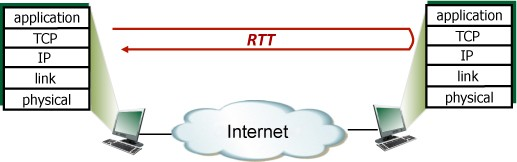 application
TCP
IP
link
physical
RTT
application
TCP
IP
link
physical
Internet